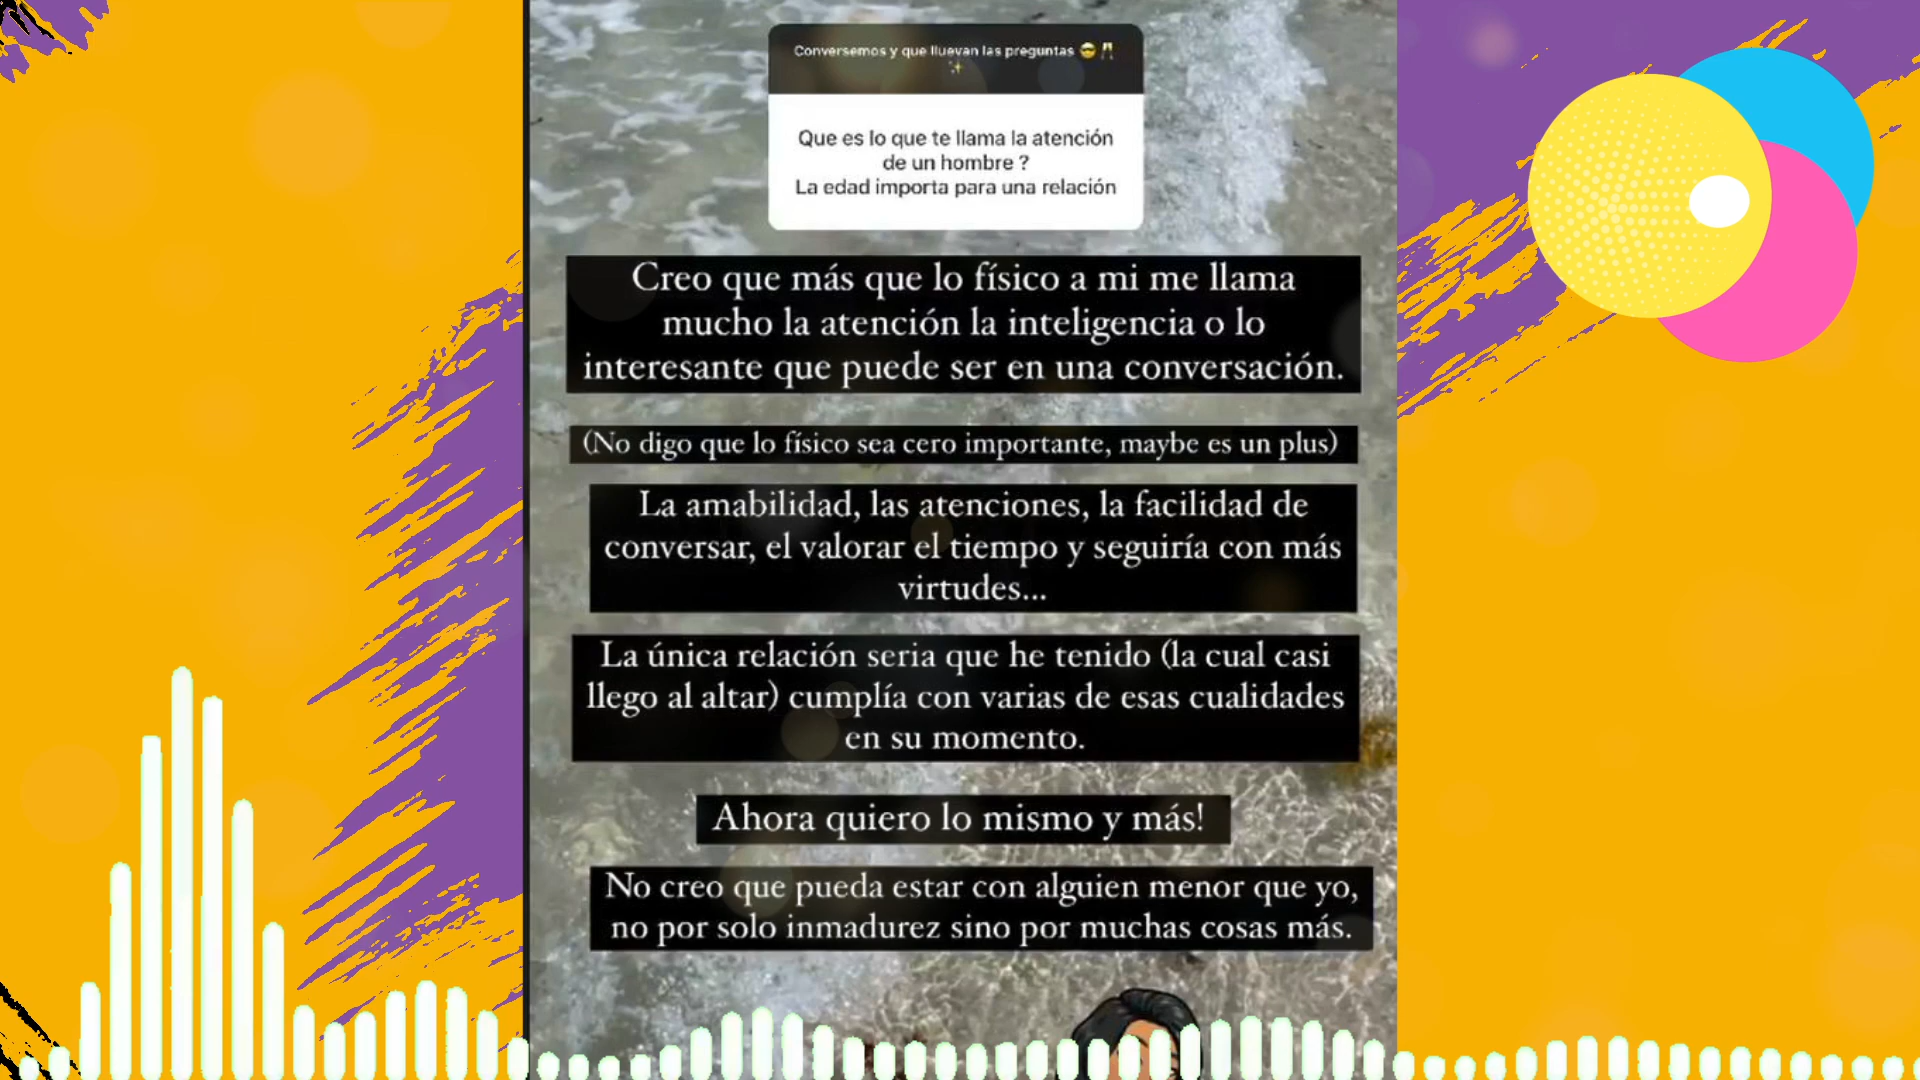 Conversemos y que lluevan las preguntas 😎 🥂
✨
Que es lo que te llama la atención
de un hombre ?
La edad importa para una relación
Creo que más que lo físico a mi me llama
mucho la atención la inteligencia o lo
interesante que puede ser en una conversación.
(No digo que lo físico sea cero importante, maybe es un plus)
La amabilidad, las atenciones, la facilidad de
conversar, el valorar el tiempo y seguiría con más
virtudes...
La única relación seria que he tenido (la cual casi
llego al altar) cumplía con varias de esas cualidades
en su momento.
Ahora quiero lo mismo y más!
No creo que pueda estar con alguien menor que yo,
no por solo inmadurez sino por muchas cosas más.